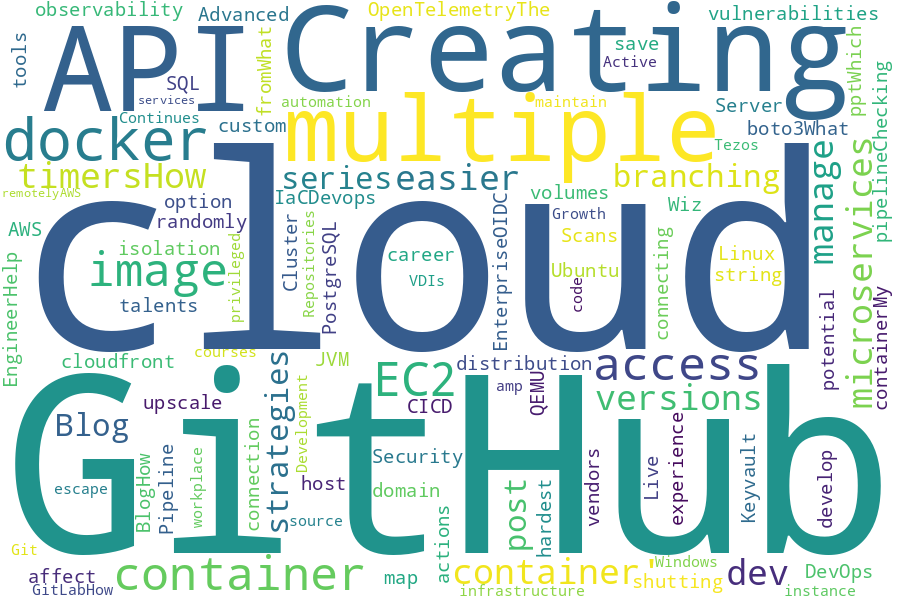 observability
Advanced
OpenTelemetryThe
vulnerabilities
API
Creating
tools
SQL
services
fromWhat
save
Active
pptWhich
pipelineChecking
Continues
automation
maintain
Server
docker
custom
multiple
boto3What
Tezos
timersHow
series
easier
branching
manage
microservices
remotelyAWS
option
IaCDevops
volumes
Wiz
AWS
randomly
Growth
cloud
isolation
privileged
Cluster
Repositories
PostgreSQL
career
EnterpriseOIDC
Scans
connecting
Linux
string
image
VDIs
Ubuntu
code
EngineerHelp
talents
potential
containerMy
cloudfront
courses
JVM
distribution
access
strategies
Development
EC2
amp
QEMU
versions
upscale
CICD
Blog
GitHub
BlogHow
Pipeline
workplace
connection
Security
post
hardest
vendors
Live
experience
Keyvault
develop
escape
host
domain
source
actions
Git
affect
GitLabHow
container
map
container'
Windows
shutting
dev
DevOps
infrastructure
instance